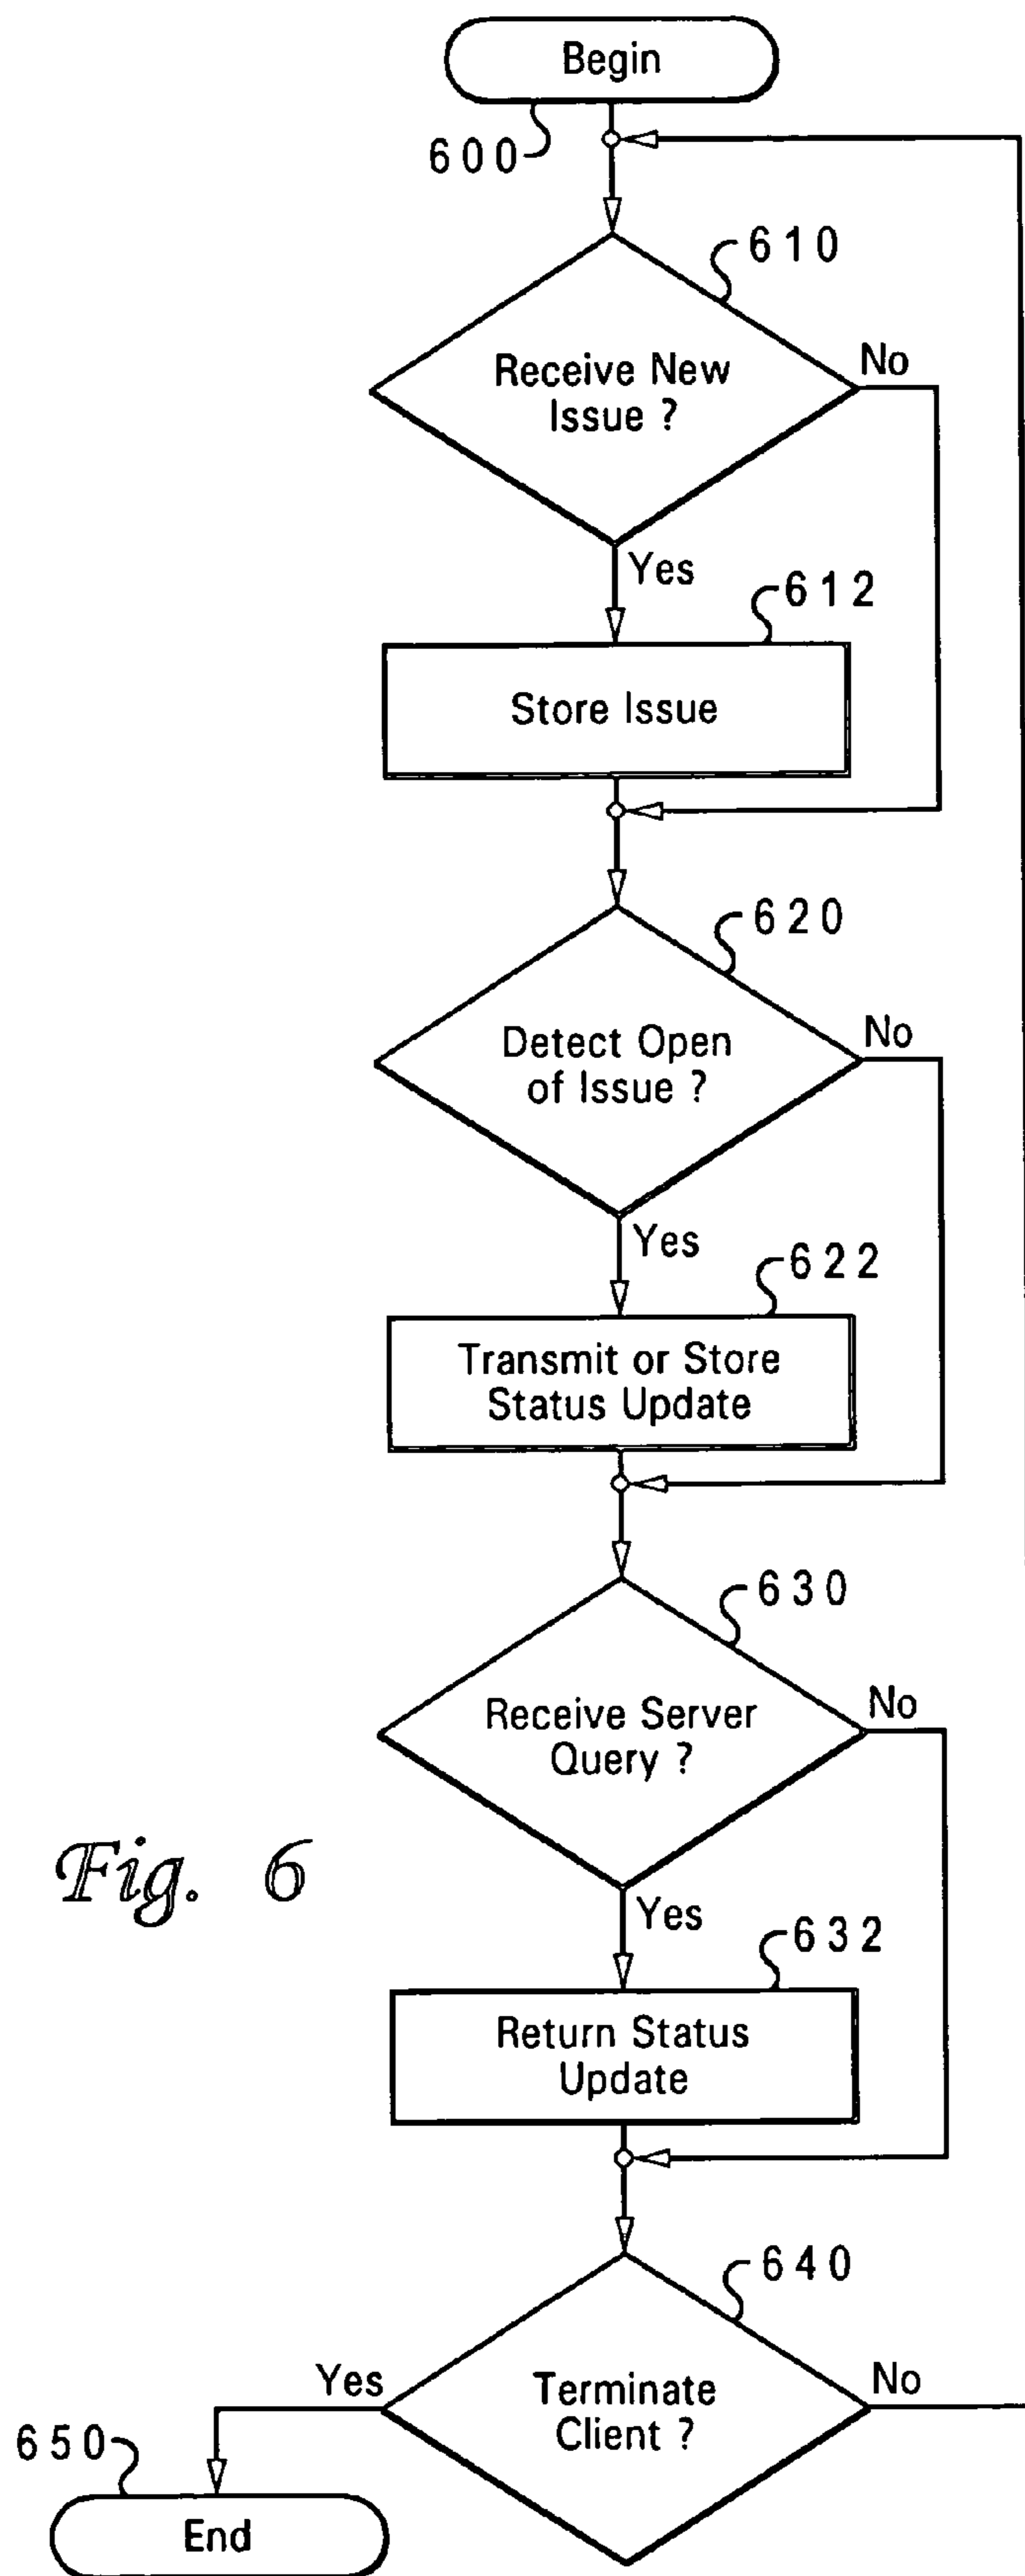 Begin
600
610
Receive New
Issue ?
No
Yes
612
Store Issue
620
Detect Open
of Issue ?
No
Yes
622
Transmit or Store
Status Update
630
Receive Server
Query ?
No
Fig. 6
Yes
632
Return Status
Update
640
Terminate
Client ?
Yes
No
650
End